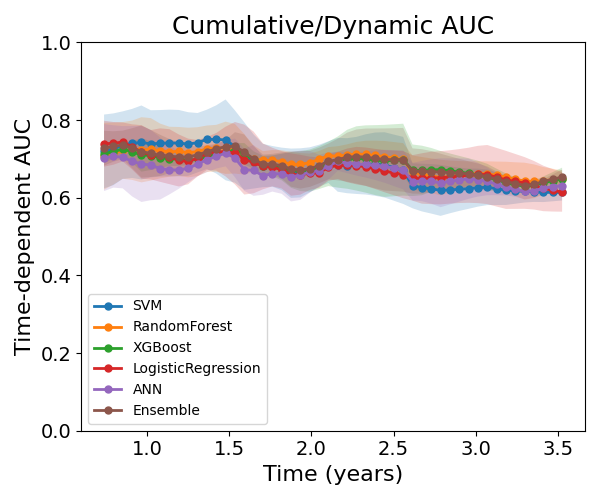 Cumulative/Dynamic AUC
Time-dependent AUC
1.0
0.8
0.6
0.4
0.2
0.0
SVM
RandomForest
XGBoost
LogisticRegression
ANN
Ensemble
1.0 1.5 2.0 2.5 3.0 3.5
Time (years)